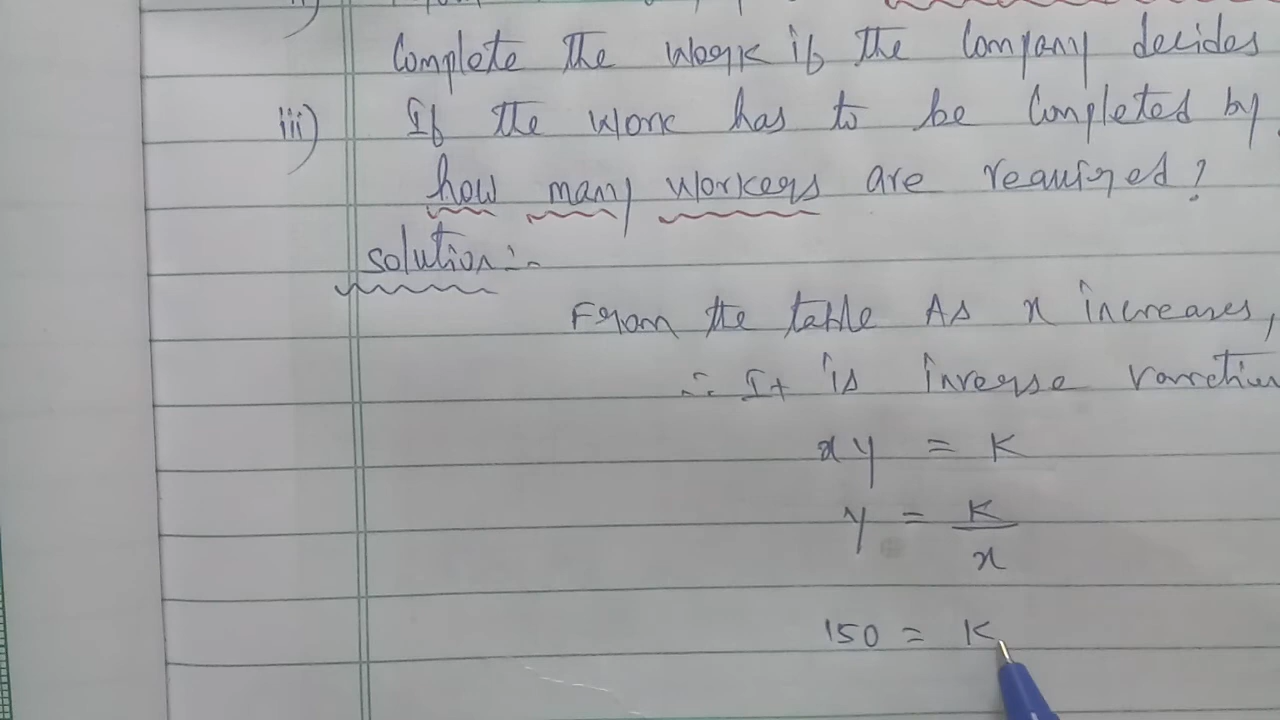 Complete the work if the Company decides
iii) If the work has to be Completed by
how many workers are required?
solution:-
From the table As x increases,
∴ It is inverse
xy = K
y = K
x
150 = K